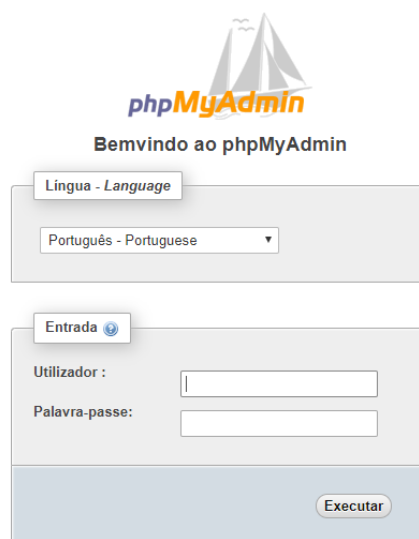 phpMyAdmin
Bemvindo ao phpMyAdmin
Língua - Language
Português - Portuguese
Entrada
Utilizador :
Palavra-passe:
Executar